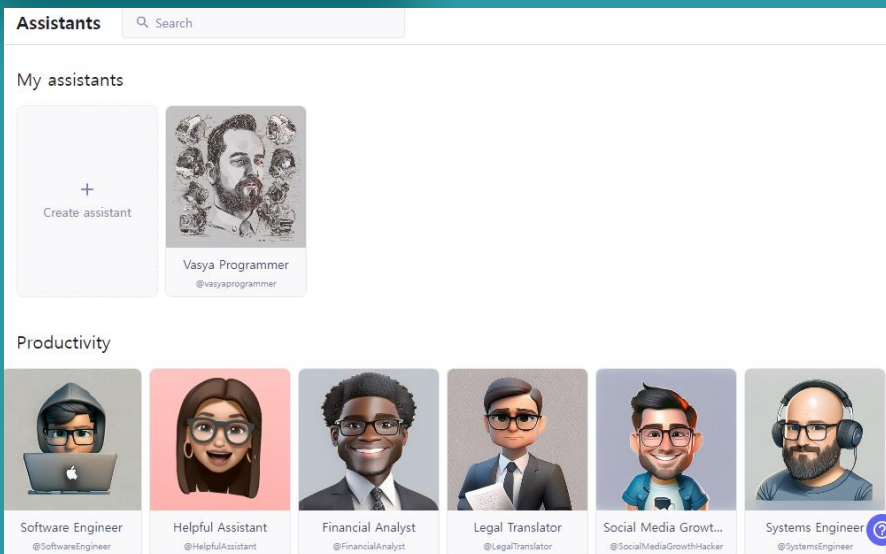 Assistants
Search
My assistants
Create assistant
Vasya Programmer
@vasyaprogrammer
Productivity
Software Engineer
@SoftwareEngineer
Helpful Assistant
@HelpfulAssistant
Financial Analyst
@FinancialAnalyst
Legal Translator
@LegalTranslator
Social Media Growt...
@SocialMediaGrowthHacker
Systems Engineer
@SystemsEngineer